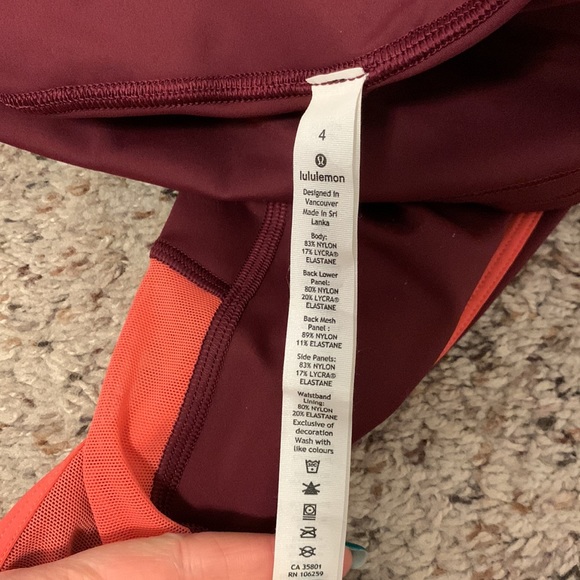 4
lululemon
Designed in
Vancouver
Made in Sri
Lanka
Body:
83% NYLON
17% LYCRA®
ELASTANE
Back Lower
Panel:
80% NYLON
20% LYCRA®
ELASTANE
Back Mesh
Panel :
89% NYLON
11% ELASTANE
Side Panels:
83% NYLON
17% LYCRA®
ELASTANE
Waistband
Lining:
80% NYLON
20% ELASTANE
Exclusive of
decoration
Wash with
like colours
CA 35801
RN 106259